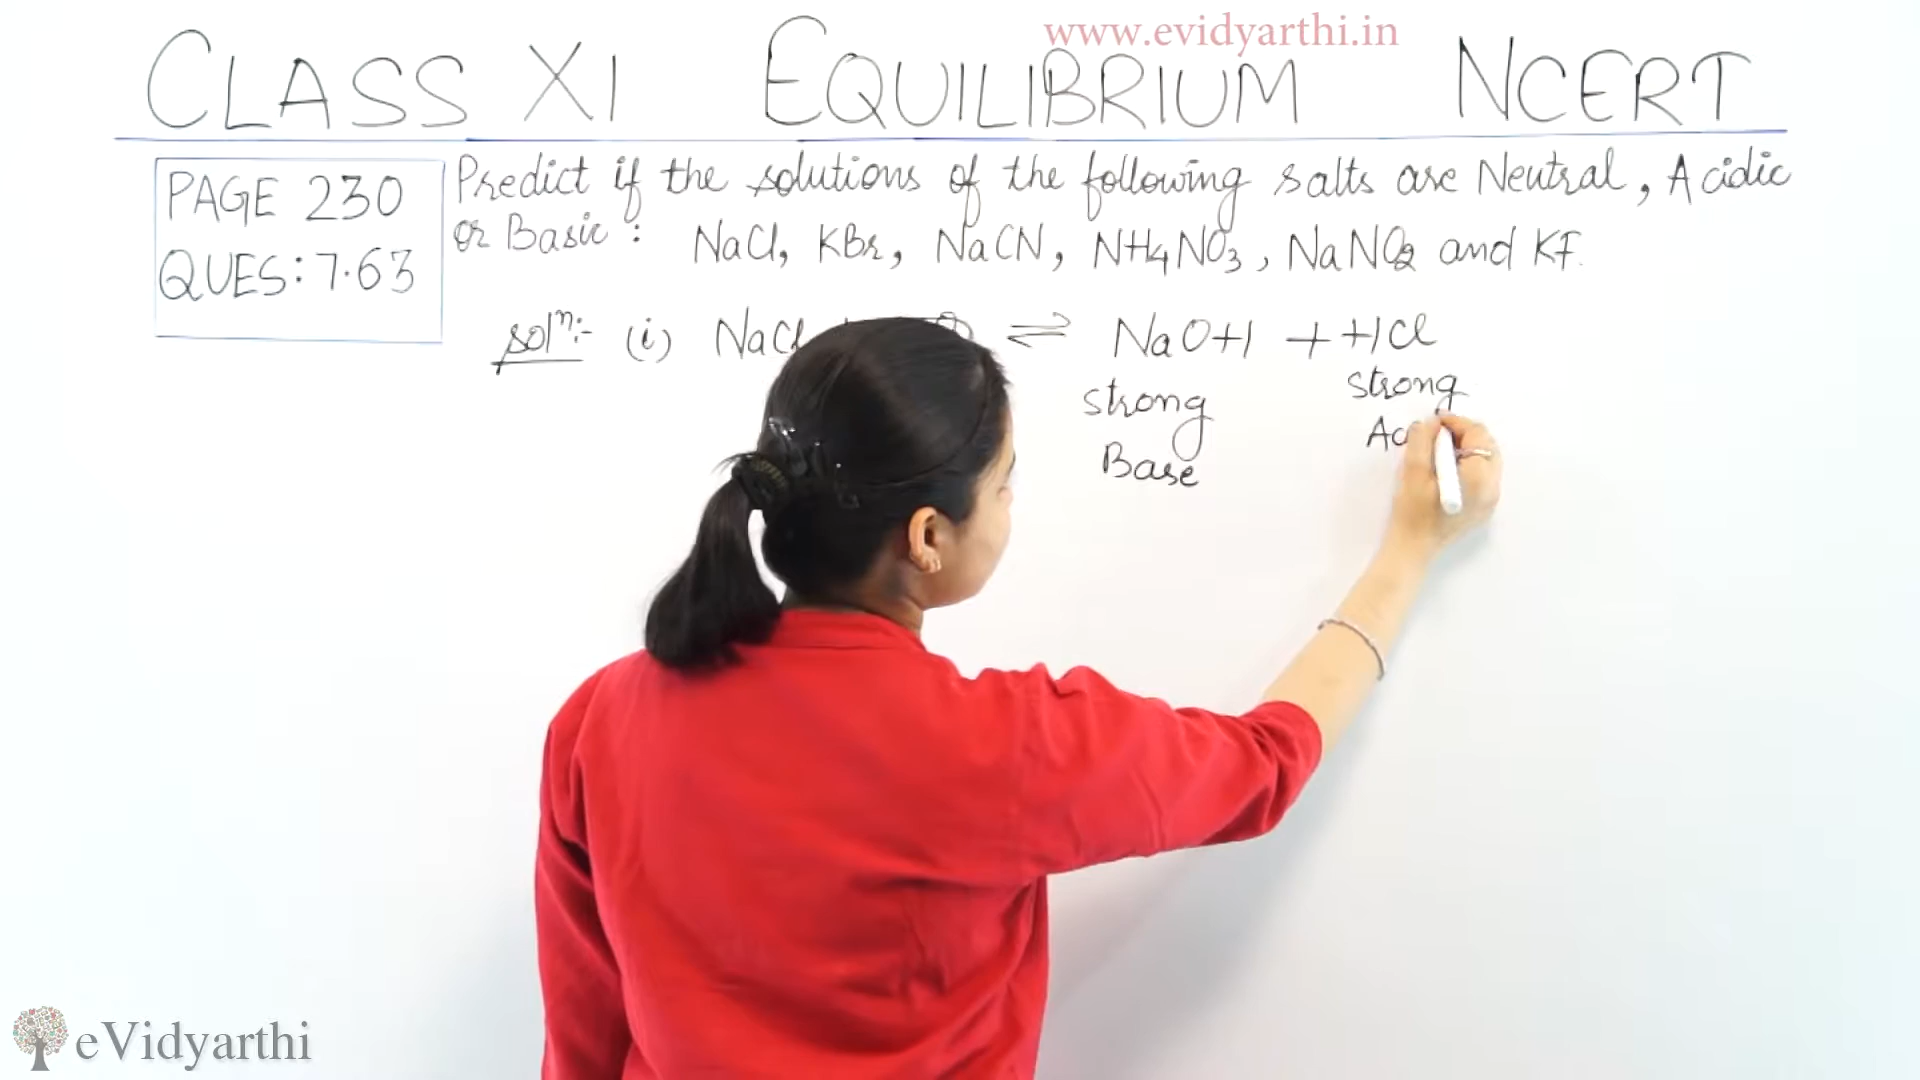 www.evidyarthi.in
CLASS XI EQUILIBRIUM NCERT
PAGE 230
QUES: 7.63
Predict if the solutions of the following salts are Neutral, Acidic
or Basic: NaCl, KBr, NaCN, NH4NO3, NaNO2 and KF.
solⁿ:- (i) NaCl ⇌ NaOH + HCl
strong strong
Base
eVidyarthi